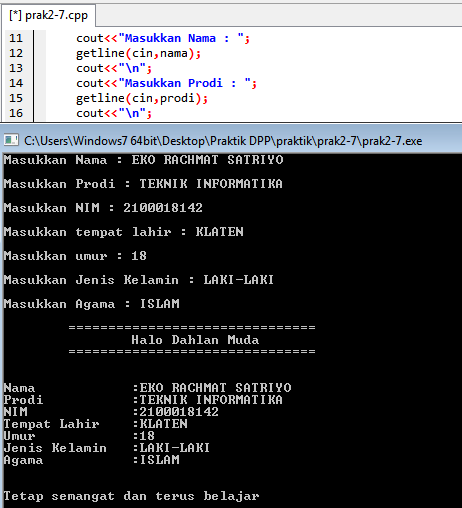 [*] prak2-7.cpp
11 cout<<"Masukkan Nama : ";
12 getline(cin,nama);
13 cout<<"\n";
14 cout<<"Masukkan Prodi : ";
15 getline(cin,prodi);
16 cout<<"\n";
C:\Users\Windows7 64bit\Desktop\Praktik DPP\praktik\prak2-7\prak2-7.exe
Masukkan Nama : EKO RACHMAT SATRIYO
Masukkan Prodi : TEKNIK INFORMATIKA
Masukkan NIM : 2100018142
Masukkan tempat lahir : KLATEN
Masukkan umur : 18
Masukkan Jenis Kelamin : LAKI-LAKI
Masukkan Agama : ISLAM
===============================
Halo Dahlan Muda
===============================
Nama :EKO RACHMAT SATRIYO
Prodi :TEKNIK INFORMATIKA
NIM :2100018142
Tempat Lahir :KLATEN
Umur :18
Jenis Kelamin :LAKI-LAKI
Agama :ISLAM
Tetap semangat dan terus belajar